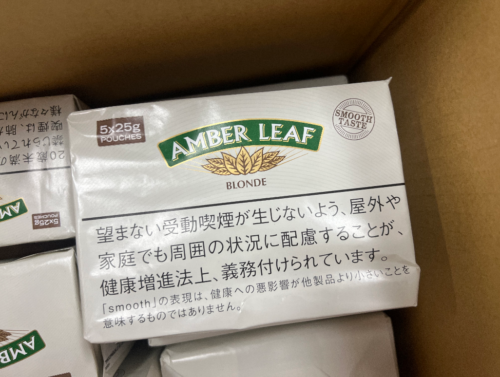 5x25g
POUCHES
AMBER LEAF
BLONDE
SMOOTH
TASTE
望まない受動喫煙が生じないよう、屋外や
家庭でも周囲の状況に配慮することが、
健康増進法上、義務付けられています。
「smooth」の表現は、健康への悪影響が他製品より小さいことを
意味するものではありません。
5x25g
POUCHES
AMBER LEAF